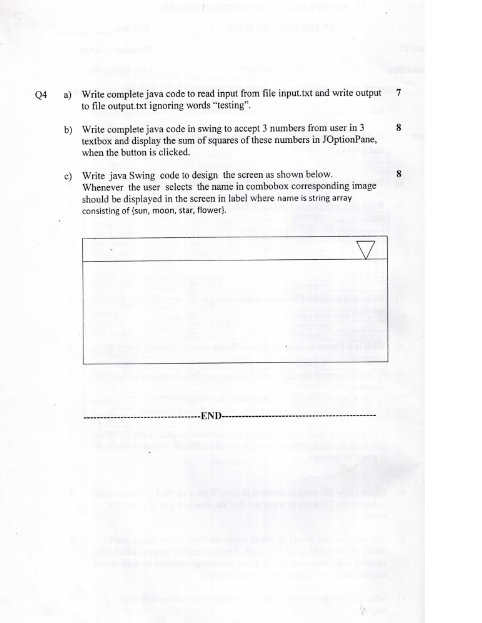 Q4 a) Write complete java code to read input from file input.txt and write output 7
to file output.txt ignoring words “testing”.
b) Write complete java code in swing to accept 3 numbers from user in 3 8
textbox and display the sum of squares of these numbers in JOptionPane,
when the button is clicked.
c) Write java Swing code to design the screen as shown below. 8
Whenever the user selects the name in combobox corresponding image
should be displayed in the screen in label where name is string array
consisting of {sun, moon, star, flower}.
-----------------------------------END-----------------------------------------------